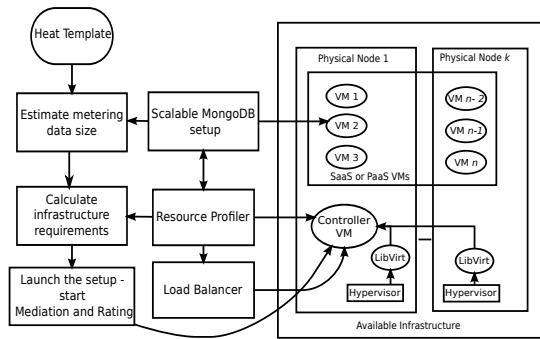 Heat Template
Estimate metering
data size
Calculate
infrastructure
requirements
Launch the setup -
start
Mediation and Rating
Scalable MongoDB
setup
Resource Profiler
Load Balancer
Physical Node 1
Physical Node k
VM 1
VM 2
VM 3
VM n-2
VM n-1
VM n
SaaS or PaaS VMs
Controller
VM
LibVirt
LibVirt
Hypervisor
Hypervisor
Available Infrastructure